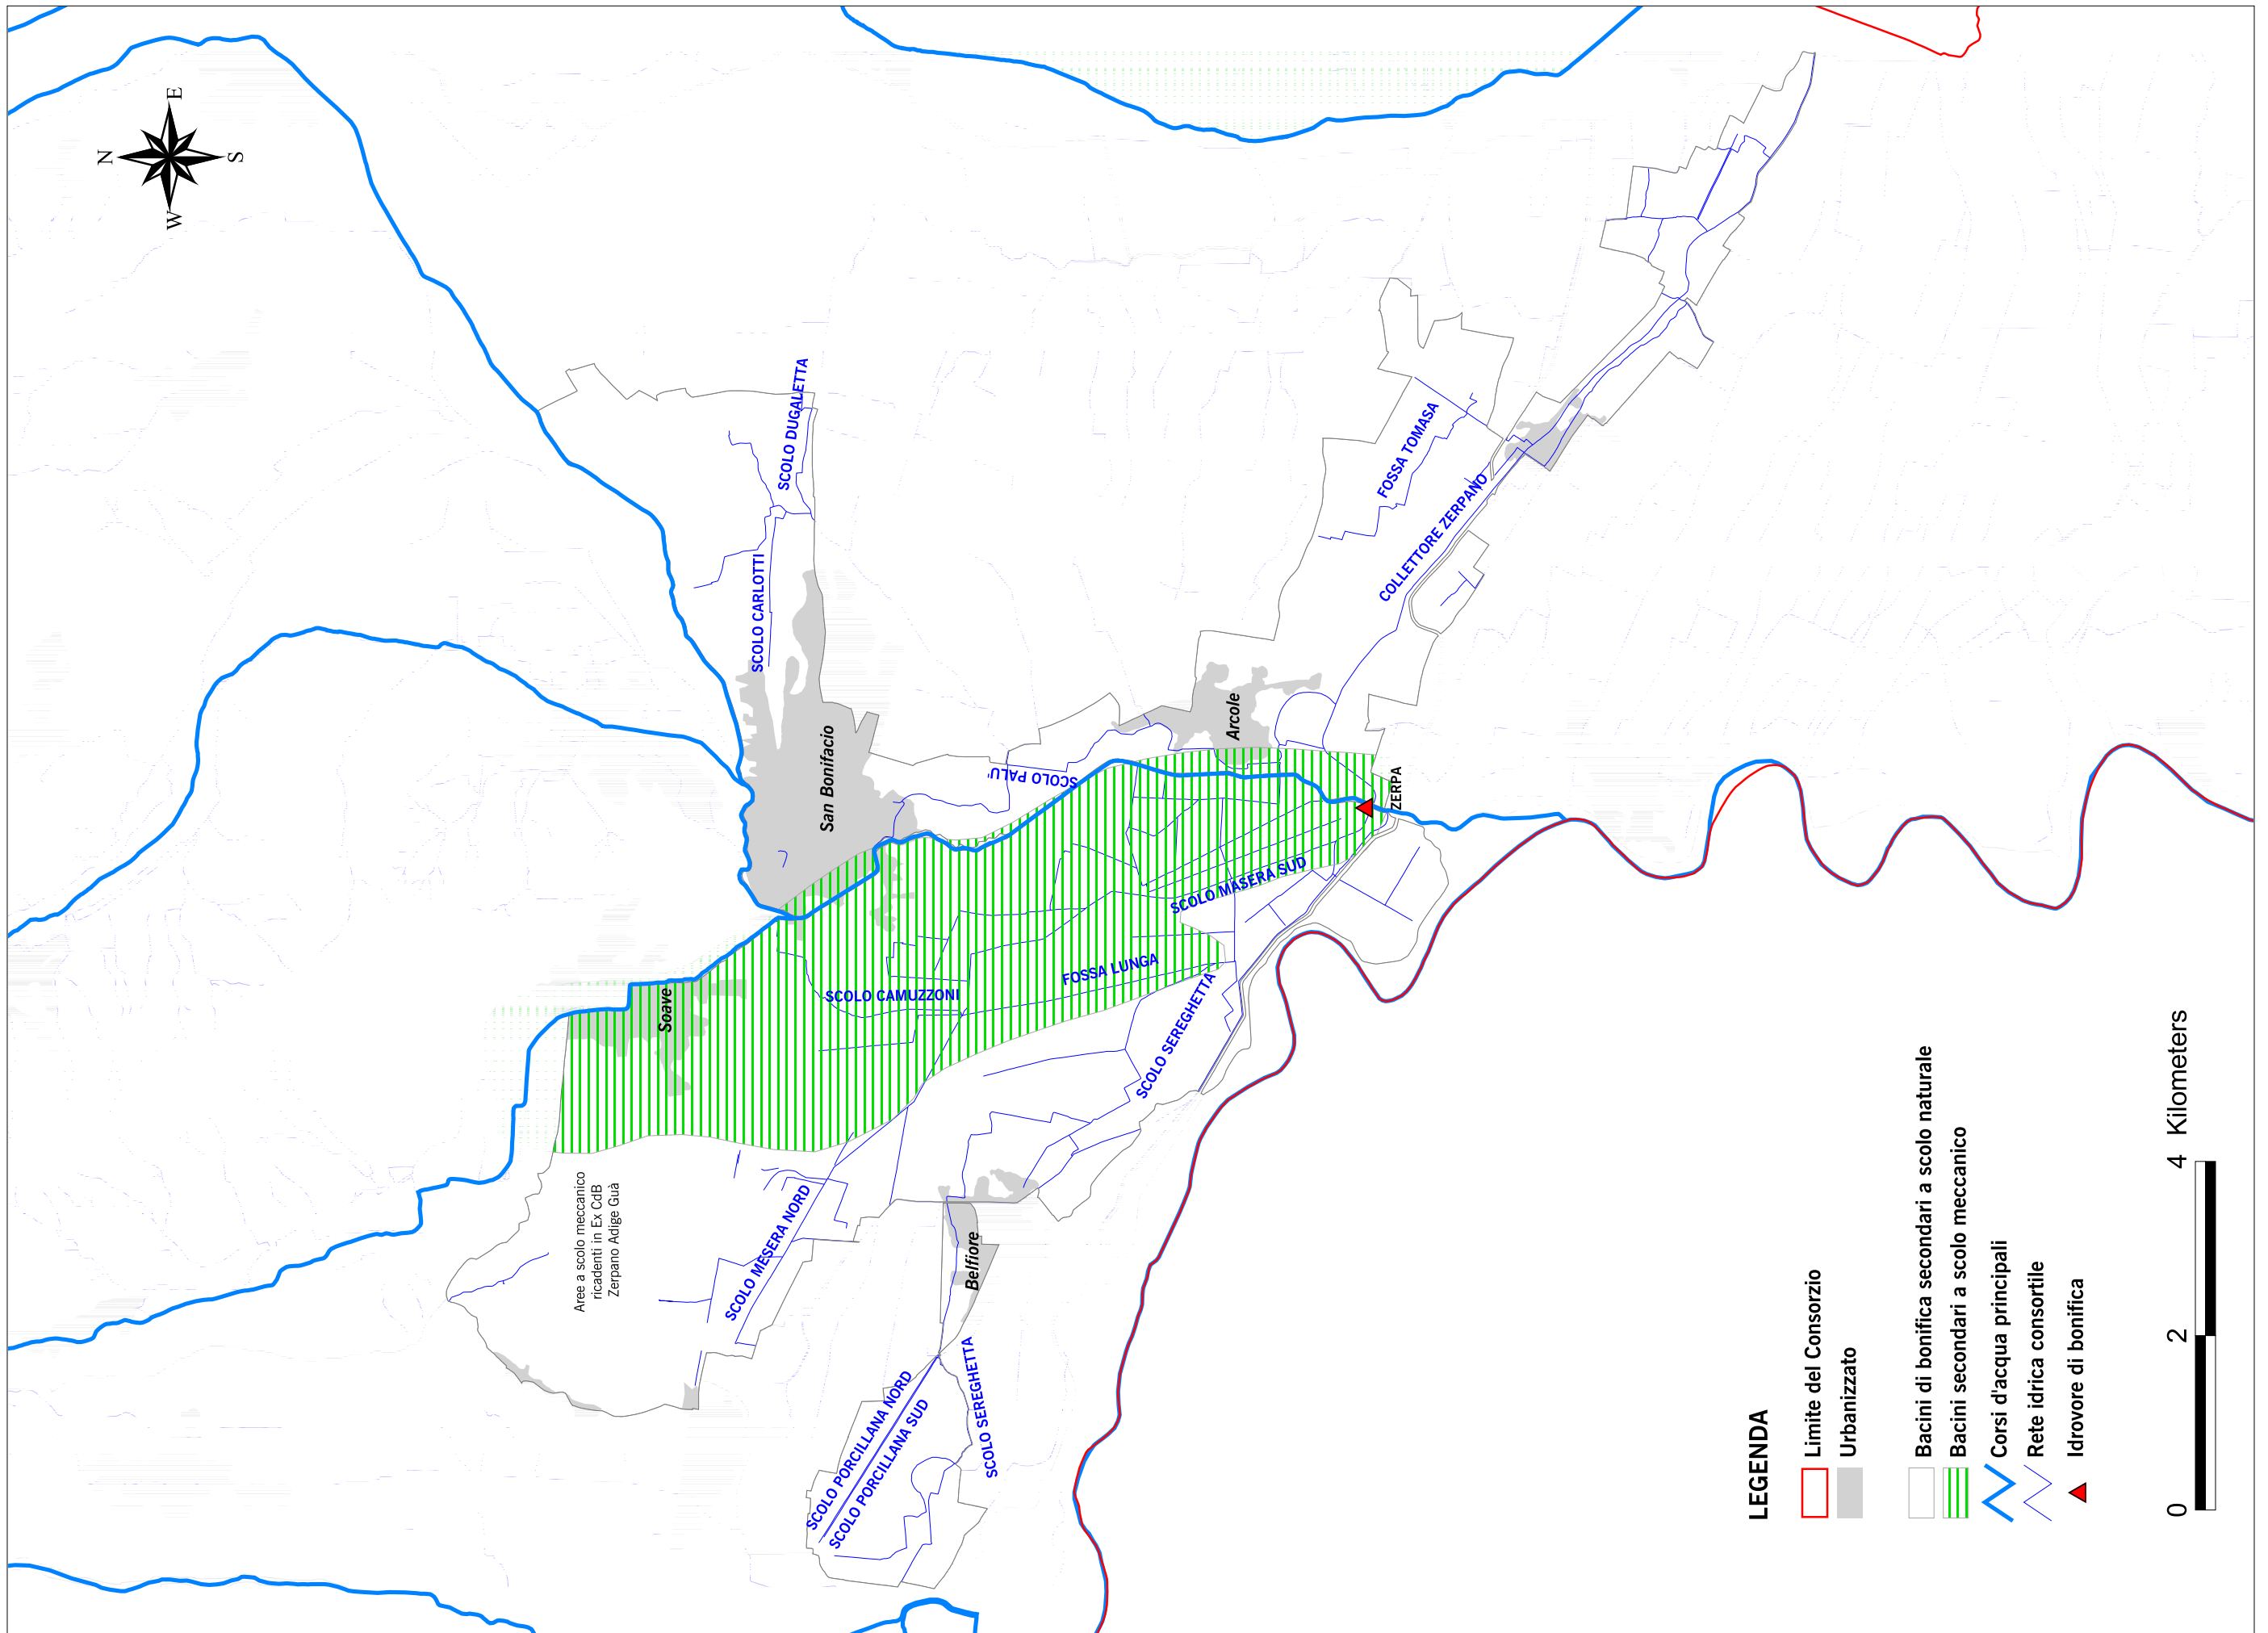 N
E
S
W
SCOLO DUGALETTA
SCOLO CARLOTTI
San Bonifacio
SCOLO PALU'
Arcole
FOSSA TOMASA
COLLETTORE ZERPANO
ZERPA
SCOLO MASERA SUD
FOSSA LUNGA
SCOLO CAMUZZONI
Soave
SCOLO SEREGHETTA
Aree a scolo meccanico
ricadenti in Ex CdB
Zerpano Adige Guà
SCOLO MESERA NORD
Belfiore
SCOLO PORCILLANA NORD
SCOLO PORCILLANA SUD
SCOLO SEREGHETTA
LEGENDA
Limite del Consorzio
Urbanizzato
Bacini di bonifica secondari a scolo naturale
Bacini secondari a scolo meccanico
Corsi d'acqua principali
Rete idrica consortile
Idrovore di bonifica
0 2 4 Kilometers